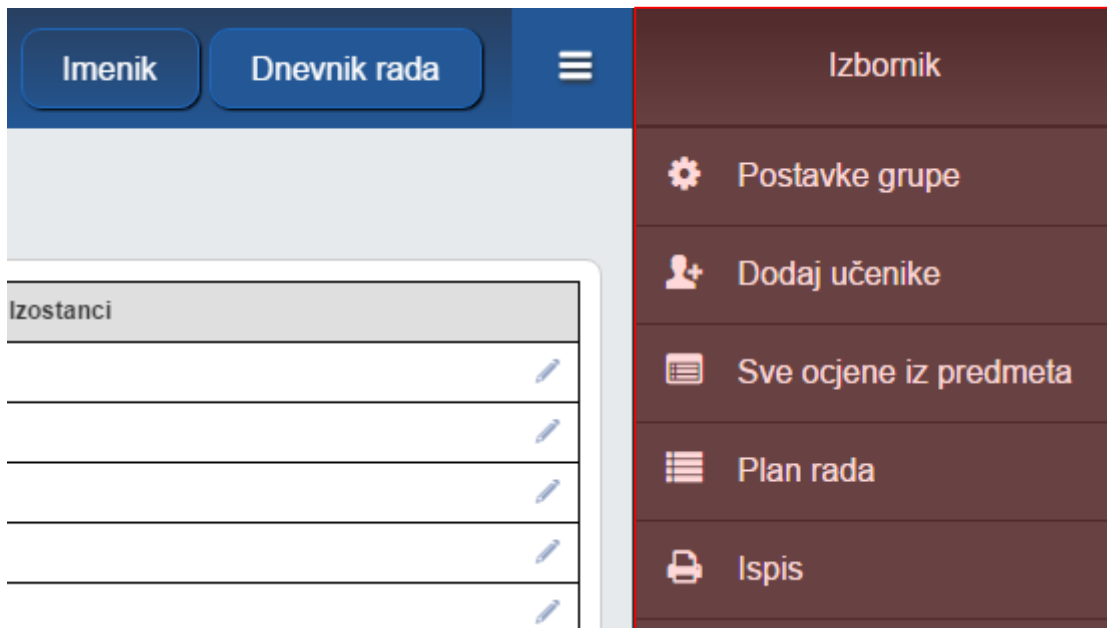 Imenik
Dnevnik rada
Izbornik
Postavke grupe
Dodaj učenike
Izostanci
Sve ocjene iz predmeta
Plan rada
Ispis